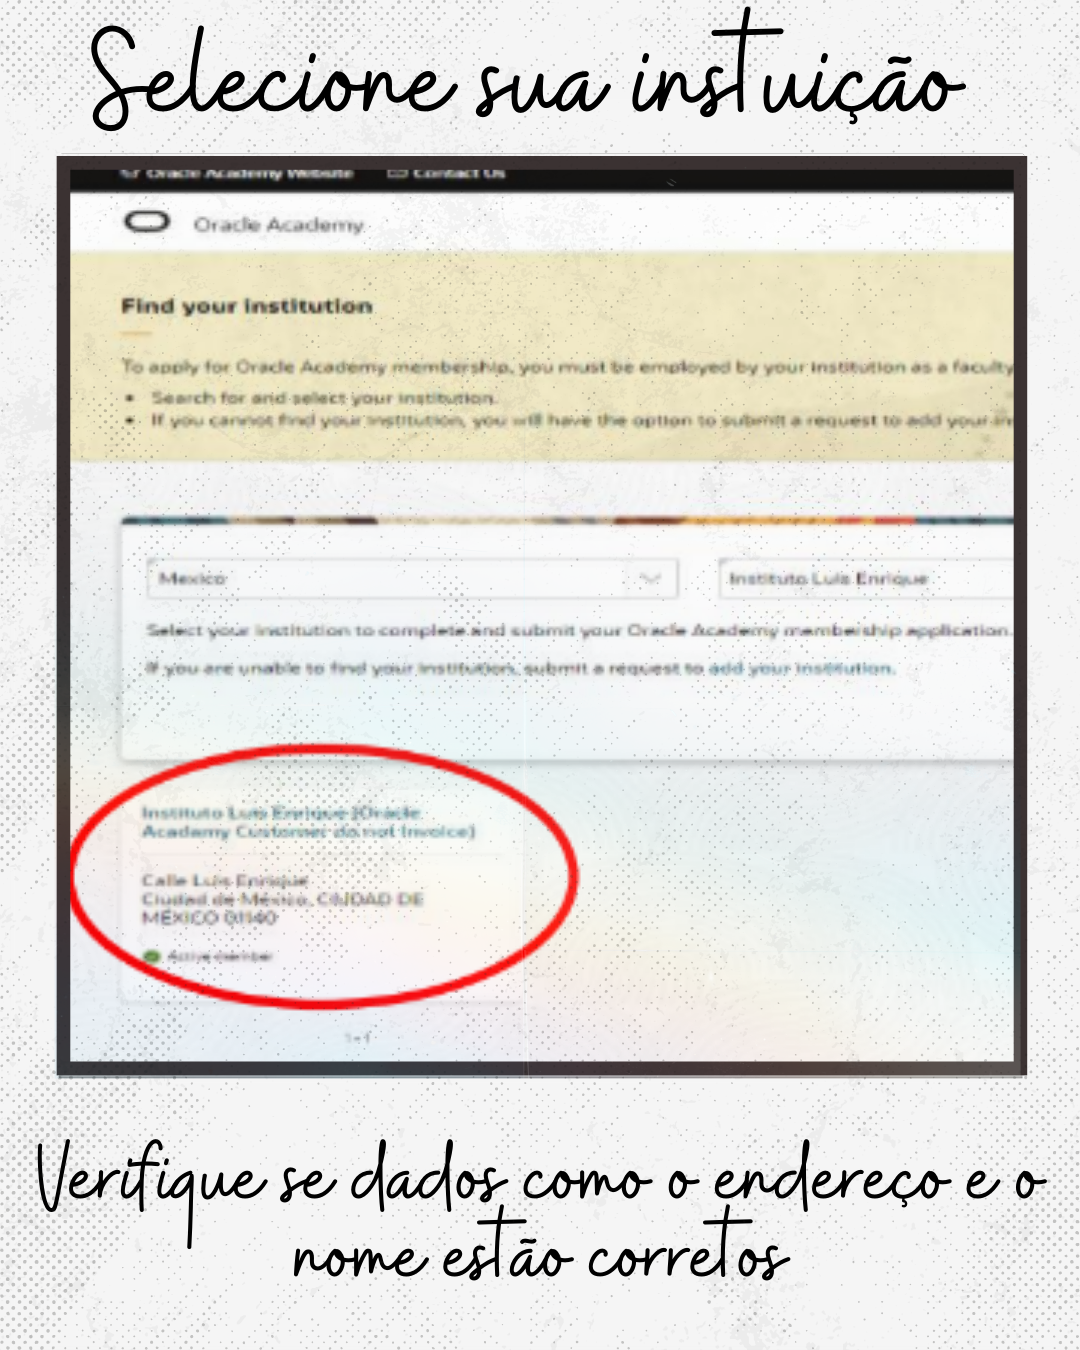 Selecione sua instuição
Oracle Academy Website Contact Us
Oracle Academy
Find your institution
To apply for Oracle Academy membership, you must be employed by your institution as a faculty
• Search for and select your institution.
• If you cannot find your institution, you will have the option to submit a request to add your
Mexico Instituto Luis Enrique
Select your institution to complete and submit your Oracle Academy membership application.
If you are unable to find your institution, submit a request to add your institution.
Instituto Luis Enrique [Oracle
Academy Customer do not Invoice]
Calle Luis Enrique
Ciudad de México, CIUDAD DE
MÉXICO 01140
Active member
Verifique se dados como o endereço e o
nome estão corretos